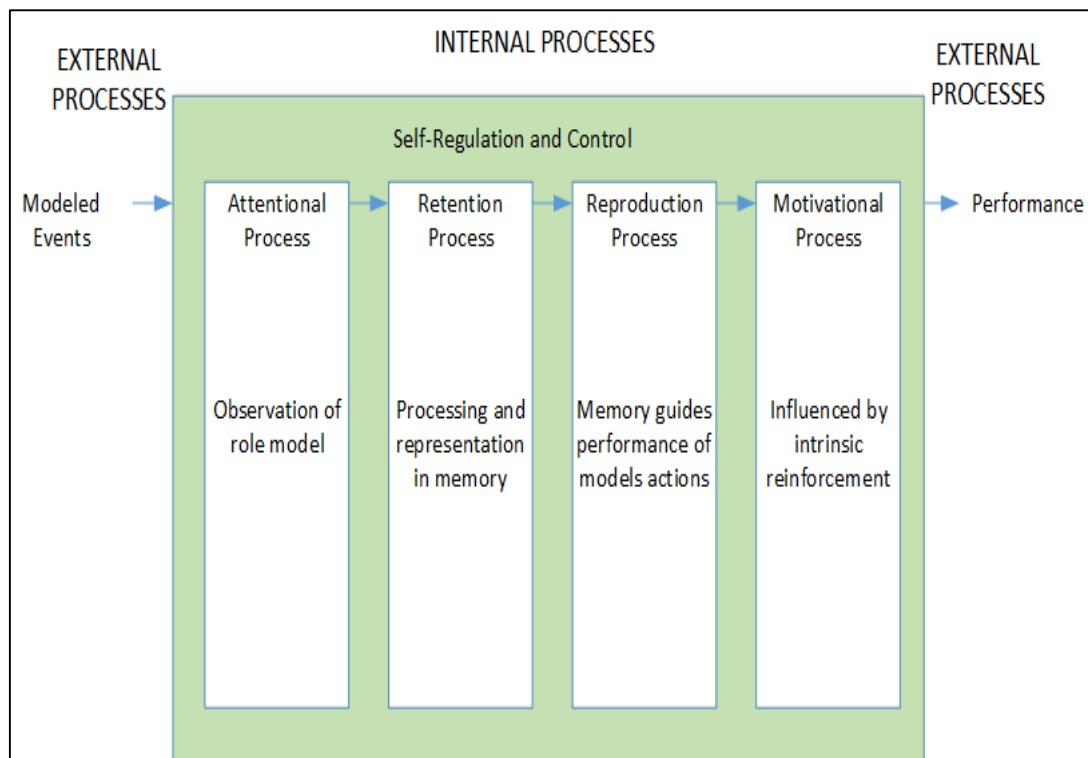 INTERNAL PROCESSES
EXTERNAL
PROCESSES
EXTERNAL
PROCESSES
Self-Regulation and Control
Modeled
Events
Attentional
Process
Retention
Process
Reproduction
Process
Motivational
Process
Performance
Observation of
role model
Processing and
representation
in memory
Memory guides
performance of
models actions
Influenced by
intrinsic
reinforcement